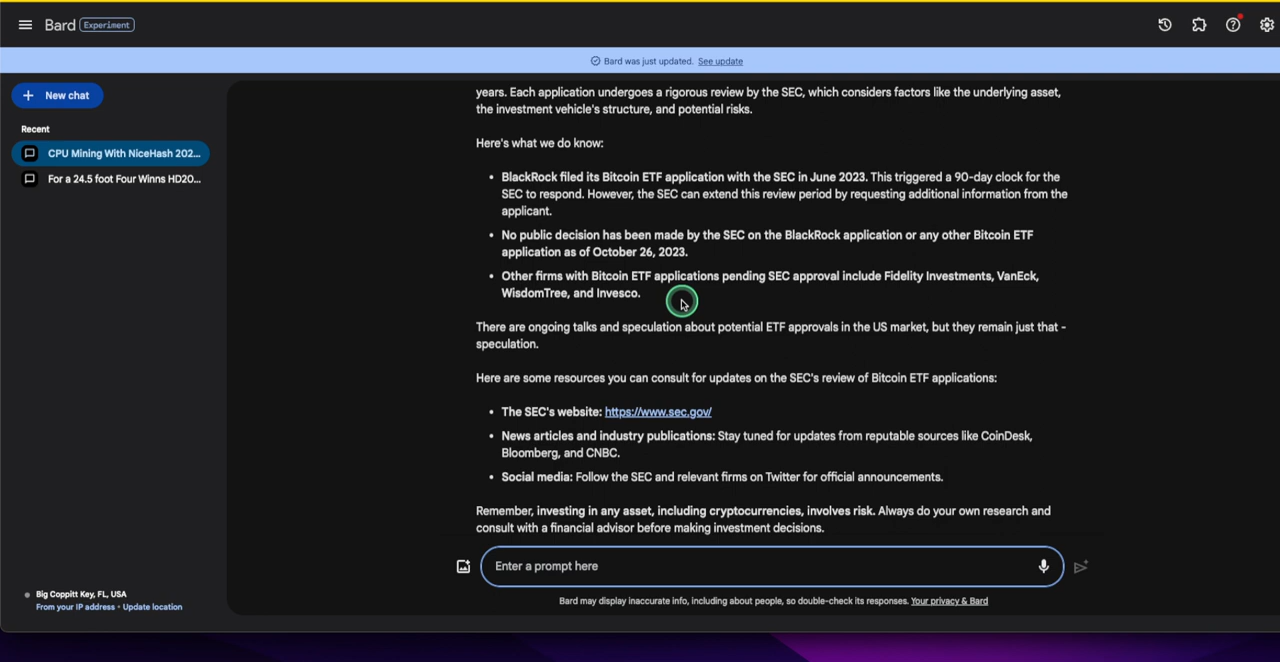 Bard Experiment
Bard was just updated. See update
New chat
Recent
CPU Mining With NiceHash 202...
For a 24.5 foot Four Winns HD2O...
years. Each application undergoes a rigorous review by the SEC, which considers factors like the underlying asset,
the investment vehicle's structure, and potential risks.
Here's what we do know:
• BlackRock filed its Bitcoin ETF application with the SEC in June 2023. This triggered a 90-day clock for the
SEC to respond. However, the SEC can extend this review period by requesting additional information from the
applicant.
• No public decision has been made by the SEC on the BlackRock application or any other Bitcoin ETF
application as of October 26, 2023.
• Other firms with Bitcoin ETF applications pending SEC approval include Fidelity Investments, VanEck,
WisdomTree, and Invesco.
There are ongoing talks and speculation about potential ETF approvals in the US market, but they remain just that -
speculation.
Here are some resources you can consult for updates on the SEC's review of Bitcoin ETF applications:
• The SEC's website: https://www.sec.gov/
• News articles and industry publications: Stay tuned for updates from reputable sources like CoinDesk,
Bloomberg, and CNBC.
• Social media: Follow the SEC and relevant firms on Twitter for official announcements.
Remember, investing in any asset, including cryptocurrencies, involves risk. Always do your own research and
consult with a financial advisor before making investment decisions.
Enter a prompt here
Bard may display inaccurate info, including about people, so double-check its responses. Your privacy & Bard
Big Coppitt Key, FL, USA
From your IP address • Update location